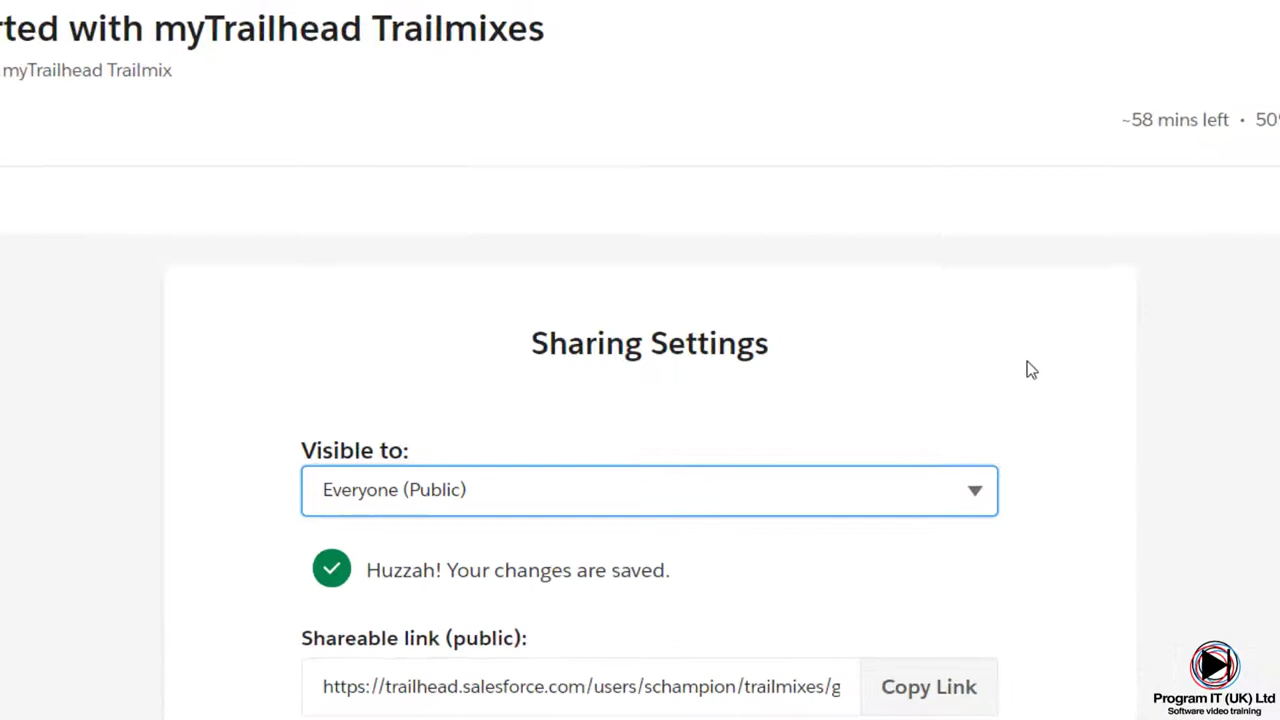 rted with myTrailhead Trailmixes
myTrailhead Trailmix
~58 mins left • 50
Sharing Settings
Visible to:
Everyone (Public)
Huzzah! Your changes are saved.
Shareable link (public):
https://trailhead.salesforce.com/users/schampion/trailmixes/g
Copy Link
Program IT (UK) Ltd
Software video training